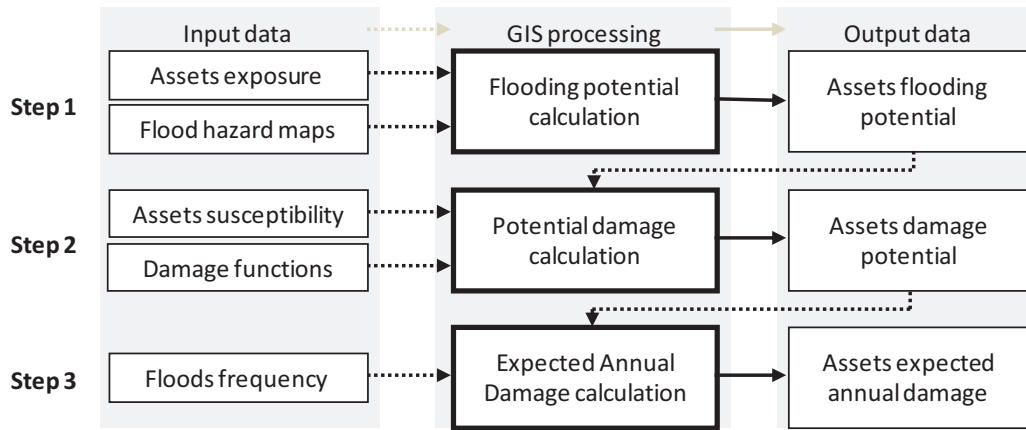 Input data
GIS processing
Output data
Step 1
Assets exposure
Flood hazard maps
Flooding potential
calculation
Assets flooding
potential
Step 2
Assets susceptibility
Damage functions
Potential damage
calculation
Assets damage
potential
Step 3
Floods frequency
Expected Annual
Damage calculation
Assets expected
annual damage